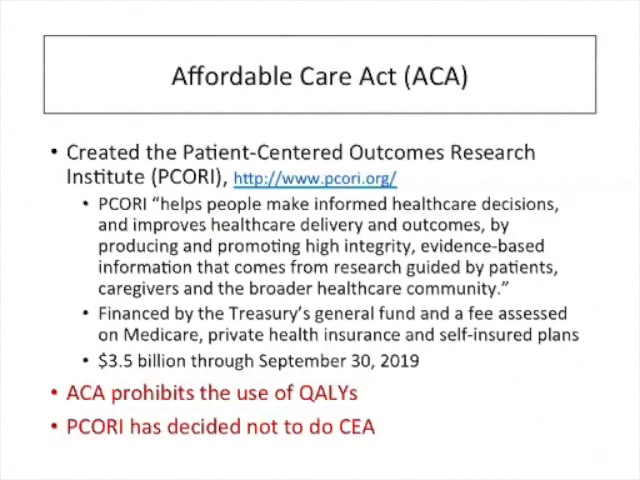 Affordable Care Act (ACA)
• Created the Patient-Centered Outcomes Research
Institute (PCORI), http://www.pcori.org/
• PCORI “helps people make informed healthcare decisions,
and improves healthcare delivery and outcomes, by
producing and promoting high integrity, evidence-based
information that comes from research guided by patients,
caregivers and the broader healthcare community.”
• Financed by the Treasury’s general fund and a fee assessed
on Medicare, private health insurance and self-insured plans
• $3.5 billion through September 30, 2019
• ACA prohibits the use of QALYs
• PCORI has decided not to do CEA